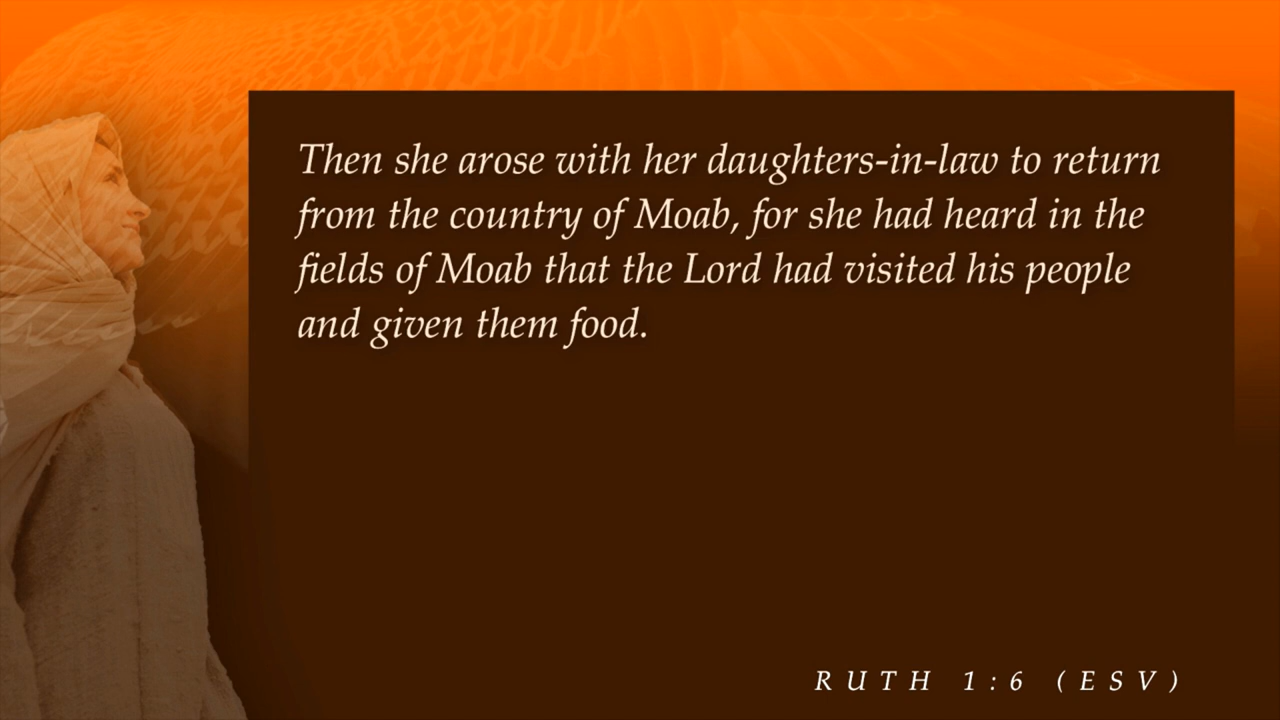 Then she arose with her daughters-in-law to return
from the country of Moab, for she had heard in the
fields of Moab that the Lord had visited his people
and given them food.
RUTH 1:6 (ESV)